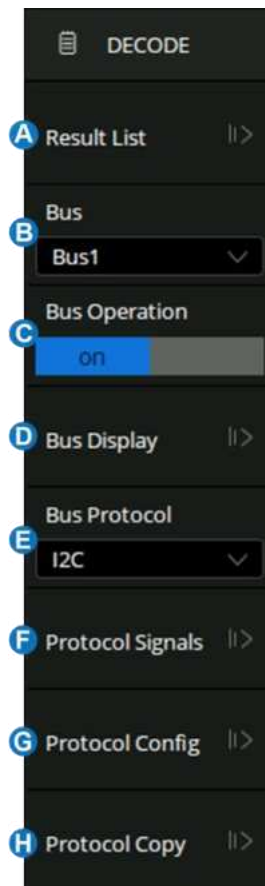 DECODE
A Result List
Bus
B
Bus1
Bus Operation
C
on
D Bus Display
Bus Protocol
E
I2C
F Protocol Signals
G Protocol Config
H Protocol Copy